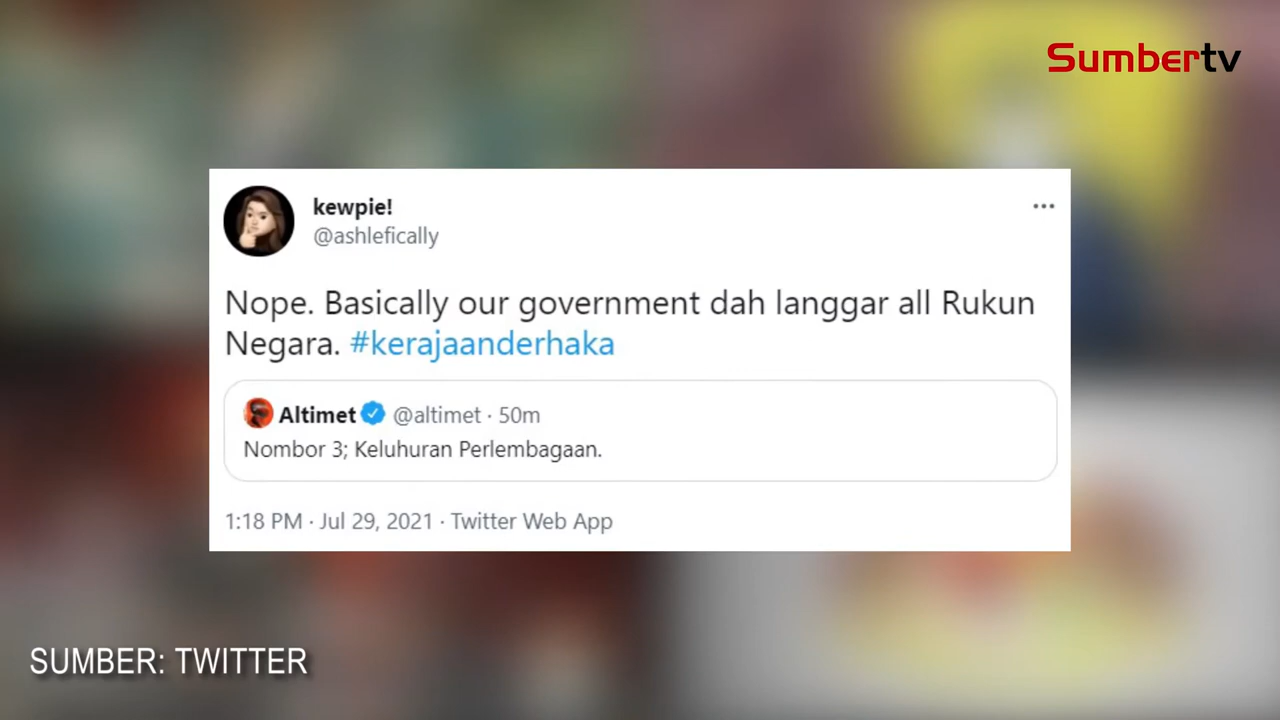 Sumbertv
kewpie!
@ashlefically
Nope. Basically our government dah langgar all Rukun
Negara. #kerajaanderhaka
Altimet @altimet · 50m
Nombor 3; Keluhuran Perlembagaan.
1:18 PM · Jul 29, 2021 · Twitter Web App
SUMBER: TWITTER